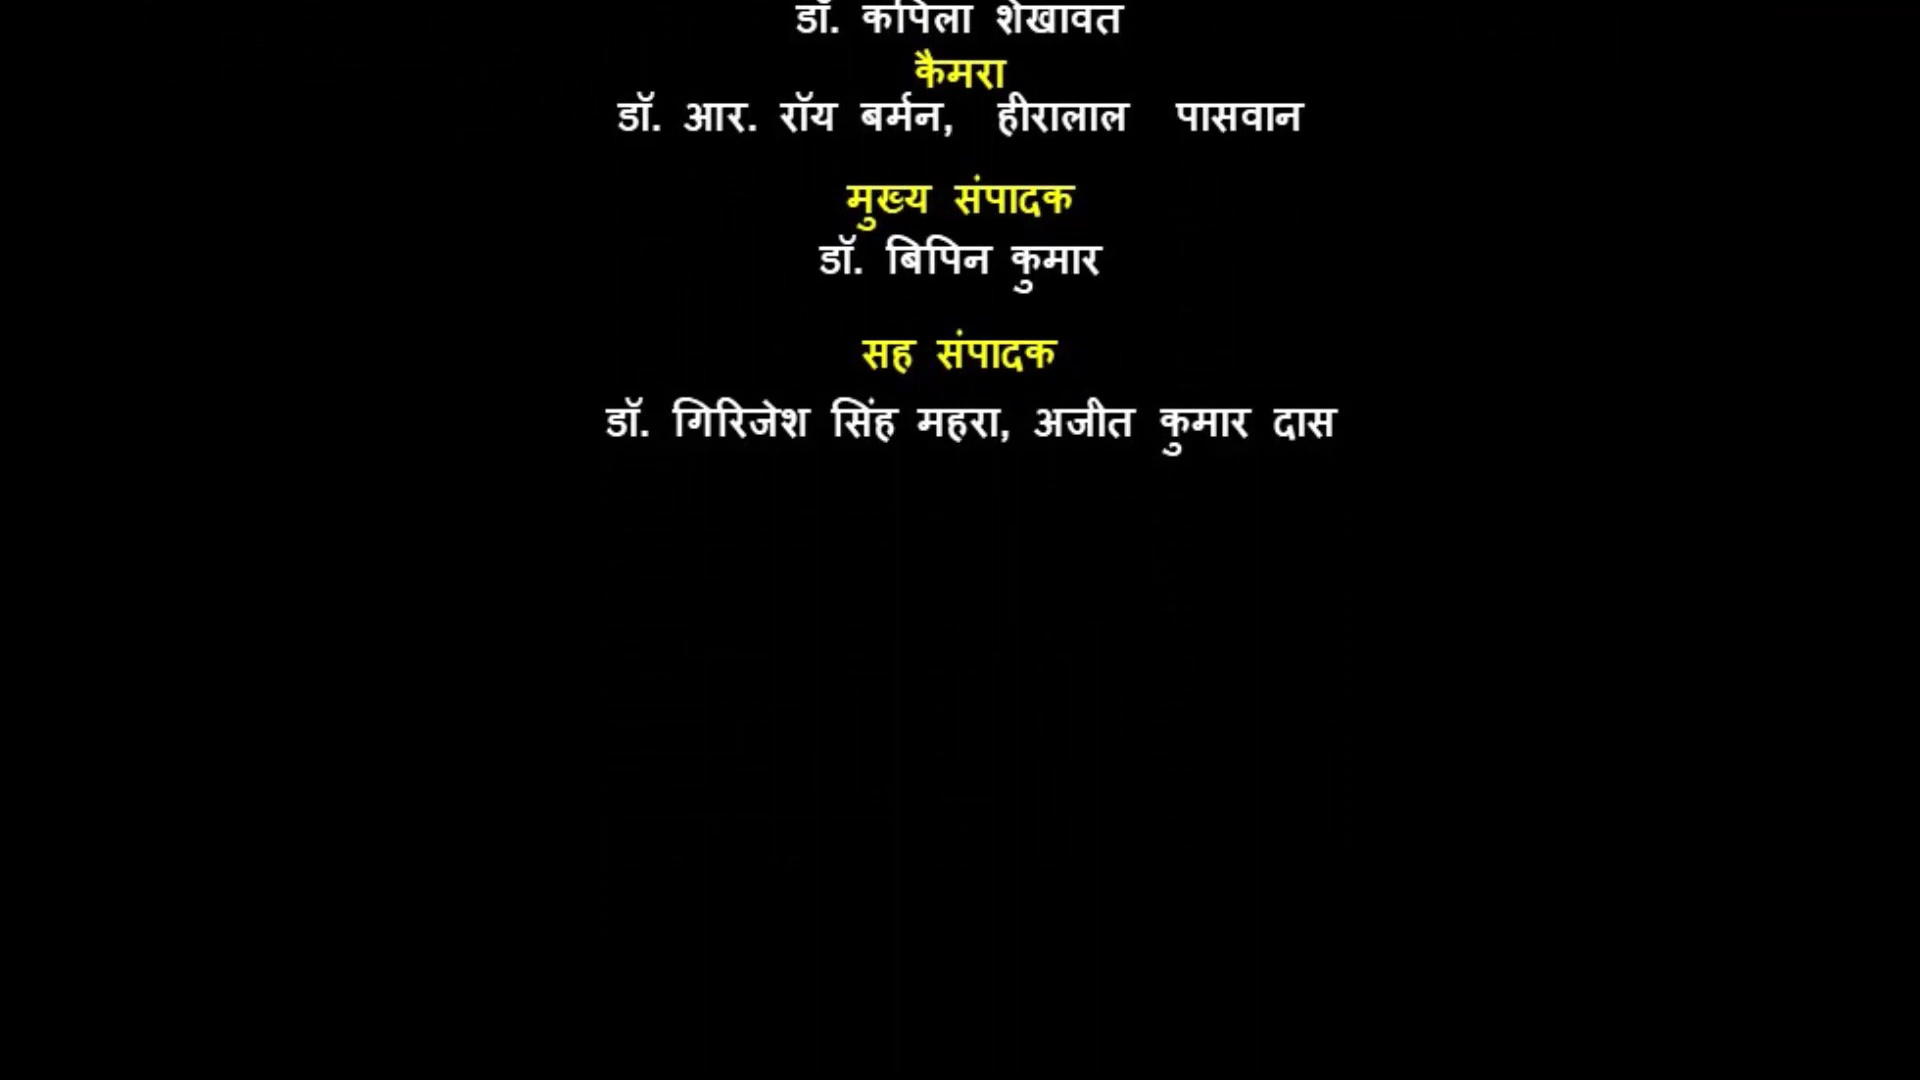 डॉ. कपिला शेखावत
कैमरा
डॉ. आर. रॉय बर्मन, हीरालाल पासवान
मुख्य संपादक
डॉ. बिपिन कुमार
सह संपादक
डॉ. गिरिजेश सिंह महरा, अजीत कुमार दास